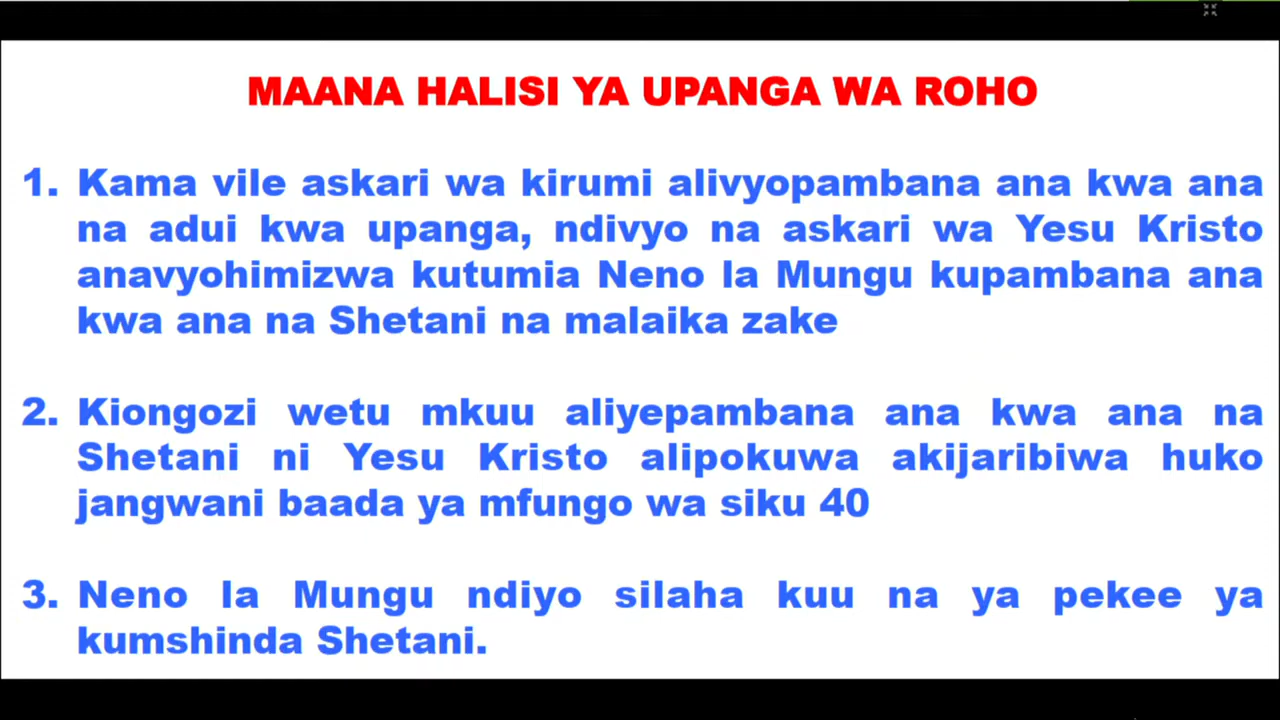 MAANA HALISI YA UPANGA WA ROHO
1. Kama vile askari wa kirumi alivyopambana ana kwa ana
na adui kwa upanga, ndivyo na askari wa Yesu Kristo
anavyohimizwa kutumia Neno la Mungu kupambana ana
kwa ana na Shetani na malaika zake
2. Kiongozi wetu mkuu aliyepambana ana kwa ana na
Shetani ni Yesu Kristo alipokuwa akijaribiwa huko
jangwani baada ya mfungo wa siku 40
3. Neno la Mungu ndiyo silaha kuu na ya pekee ya
kumshinda Shetani.